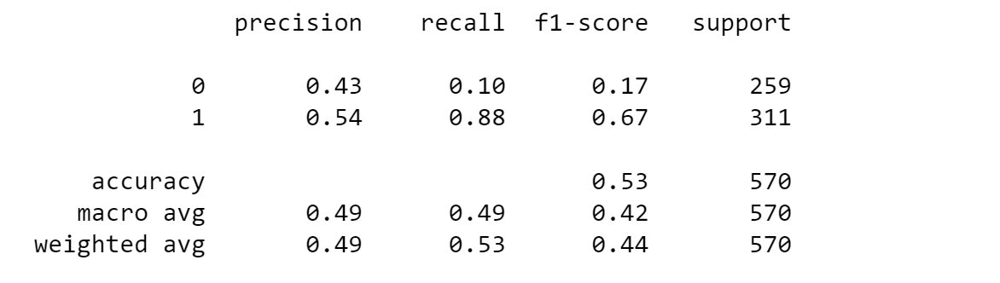 precision recall f1-score support
0 0.43 0.10 0.17 259
1 0.54 0.88 0.67 311
accuracy 0.53 570
macro avg 0.49 0.49 0.42 570
weighted avg 0.49 0.53 0.44 570